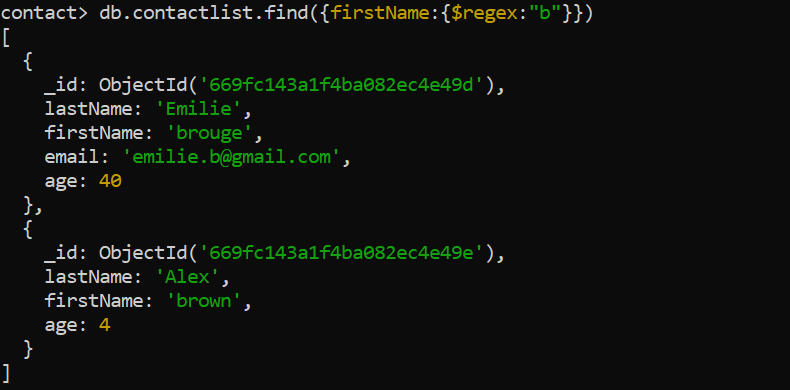 contact> db.contactlist.find({firstName:{$regex:"b"}})
[
  {
    _id: ObjectId('669fc143a1f4ba082ec4e49d'),
    lastName: 'Emilie',
    firstName: 'brouge',
    email: 'emilie.b@gmail.com',
    age: 40
  },
  {
    _id: ObjectId('669fc143a1f4ba082ec4e49e'),
    lastName: 'Alex',
    firstName: 'brown',
    age: 4
  }
]